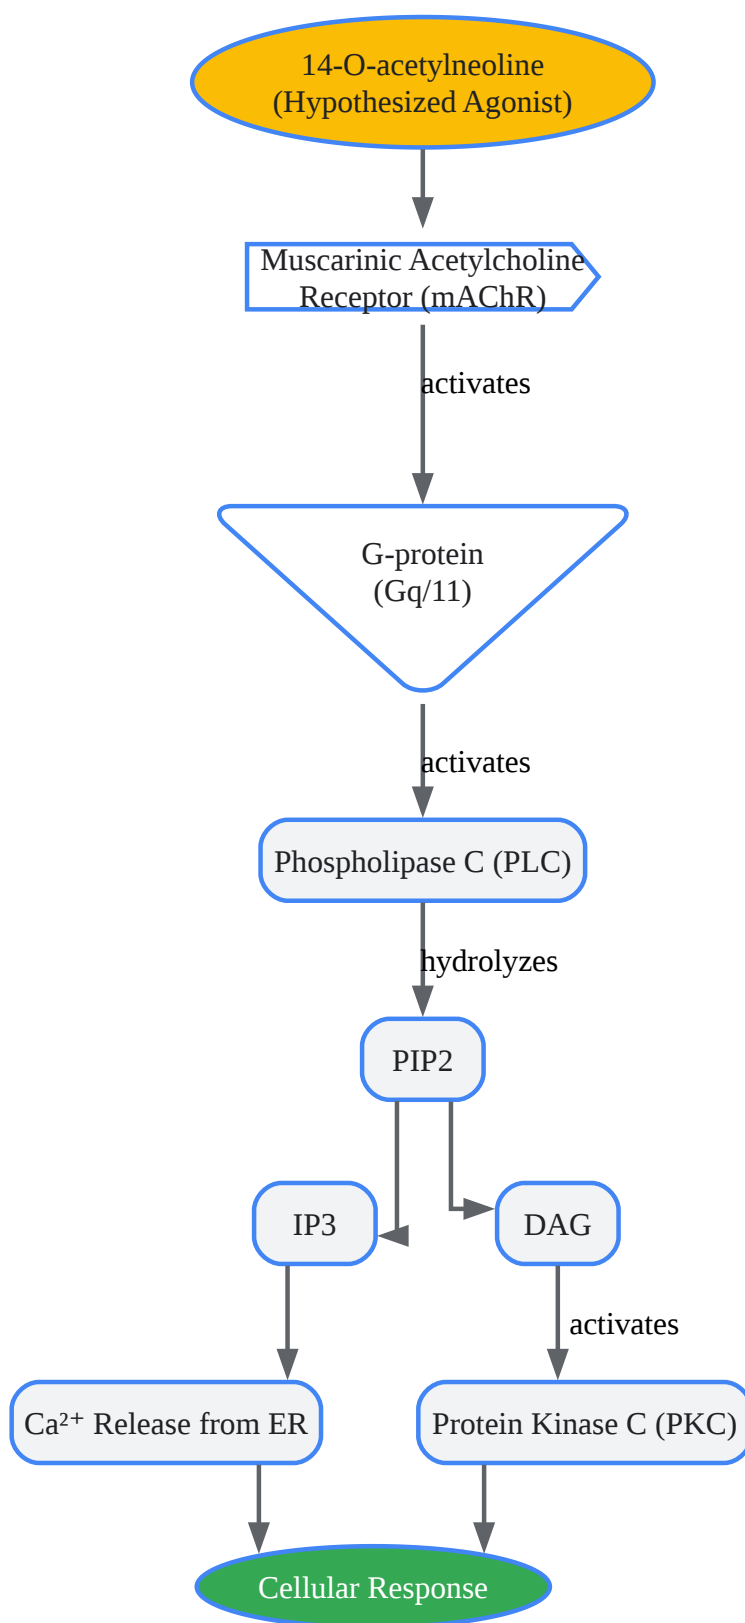 14-O-acetylneoline
(Hypothesized Agonist)
Muscarinic Acetylcholine
Receptor (mAChR)
activates
G-protein
(Gq/11)
activates
Phospholipase C (PLC)
hydrolyzes
PIP2
IP3
DAG
activates
Ca²⁺ Release from ER
Protein Kinase C (PKC)
Cellular Response